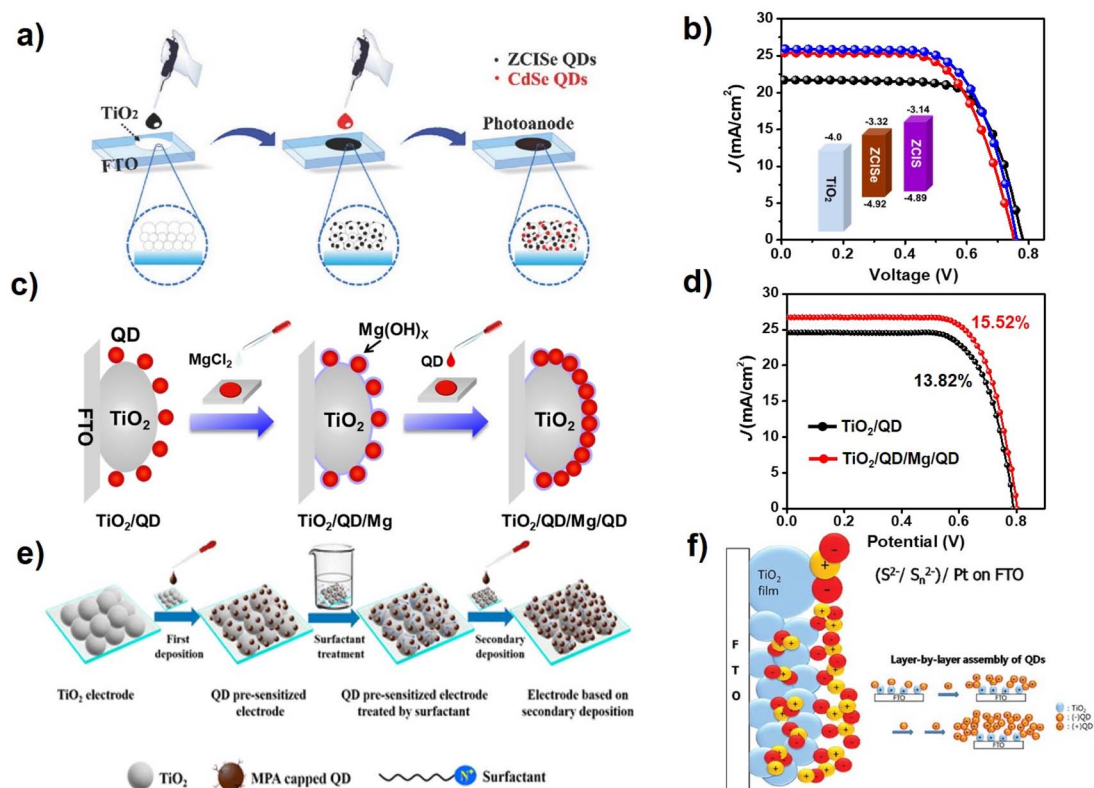 a)
ZCISe QDs
CdSe QDs
TiO₂
FTO
Photoanode
b)
J (mA/cm²)
30
25
20
15
10
5
0
-4.0
-3.32
-3.14
TiO₂
ZCISe
ZCIS
-4.92
-4.89
0.0 0.2 0.4 0.6 0.8
Voltage (V)
c)
QD
MgCl₂
Mg(OH)ₓ
QD
FTO
TiO₂
TiO₂
TiO₂
TiO₂/QD
TiO₂/QD/Mg
TiO₂/QD/Mg/QD
d)
J (mA/cm²)
30
25
20
15
10
5
0
15.52%
13.82%
TiO₂/QD
TiO₂/QD/Mg/QD
0.0 0.2 0.4 0.6 0.8
Potential (V)
e)
First
deposition
Surfactant
treatment
Secondary
deposition
TiO₂ electrode
QD pre-sensitized
electrode
QD pre-sensitized electrode
treated by surfactant
Electrode based on
secondary deposition
TiO₂
MPA capped QD
N⁺
Surfactant
f)
TiO₂
film
F
T
O
(S²⁻/ Sₙ²⁻)/ Pt on FTO
Layer-by-layer assembly of QDs
FTO
FTO
FTO
: TiO₂
: (-)QD
: (+)QD